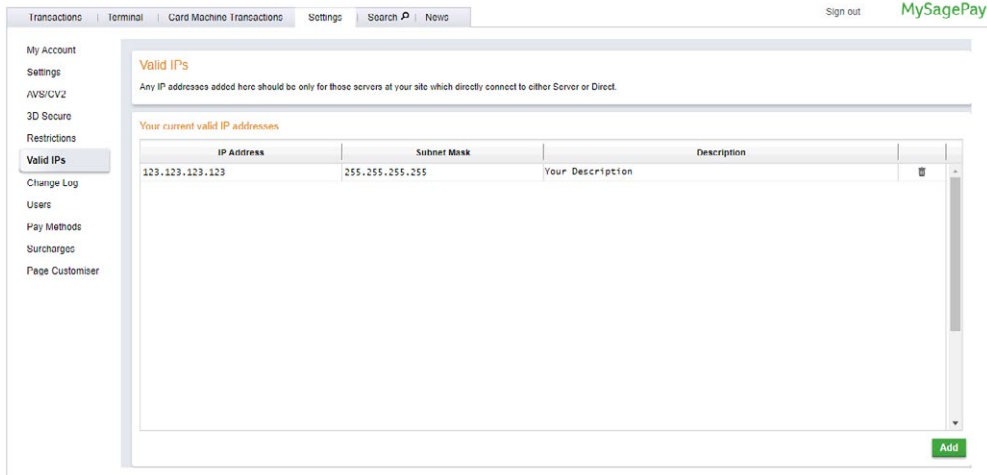 Transactions | Terminal | Card Machine Transactions Settings Search | News Sign out MySagePay
My Account
Settings
AVS/CV2
3D Secure
Restrictions
Valid IPs
Change Log
Users
Pay Methods
Surcharges
Page Customiser
Valid IPs
Any IP addresses added here should be only for those servers at your site which directly connect to either Server or Direct.
Your current valid IP addresses
IP Address Subnet Mask Description
123.123.123.123 255.255.255.255 Your Description
Add